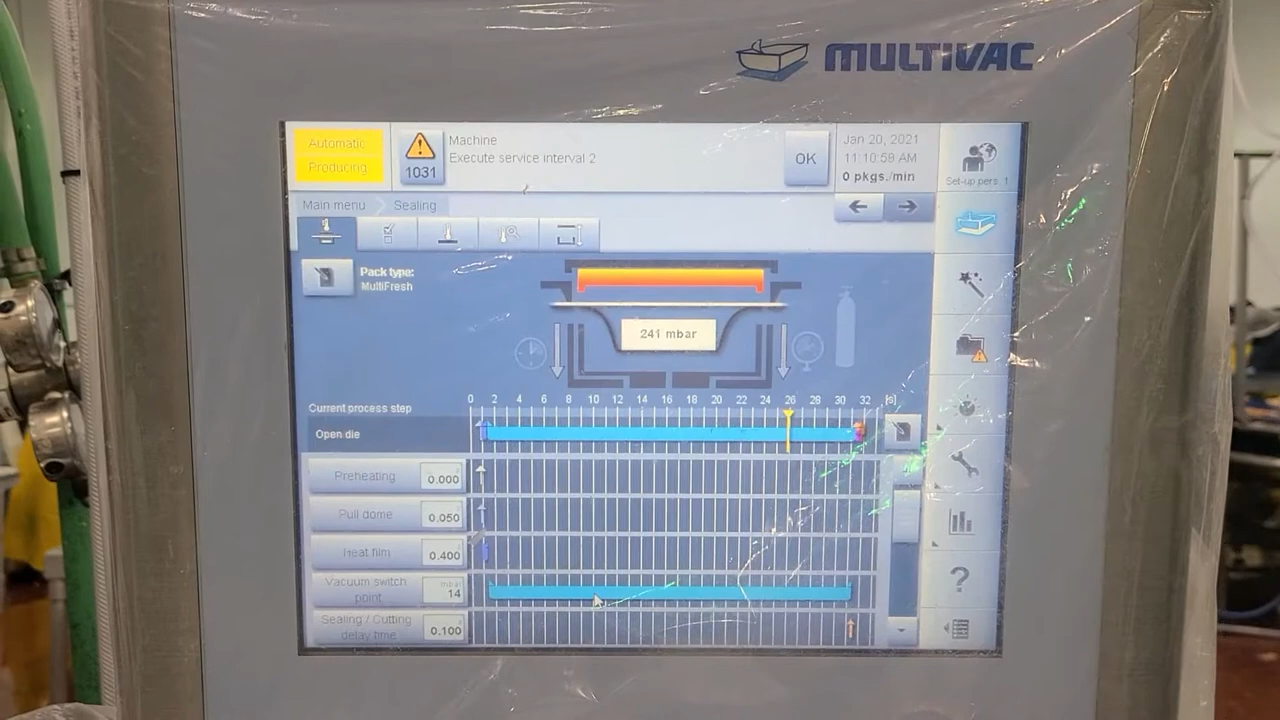 MULTIVAC
Automatic
Producing
1031
Machine
Execute service interval 2
OK
Jan 20, 2021
11:10:59 AM
0 pkgs./min
Set-up pers. 1
Main menu
Sealing
Pack type:
MultiFresh
241 mbar
Current process step
0 2 4 6 8 10 12 14 16 18 20 22 24 26 28 30 32 [s]
Open die
Preheating
0.000
Pull dome
0.050
Heat film
0.400
Vacuum switch
point
mbar
14
Sealing / Cutting
delay time
0.100
?